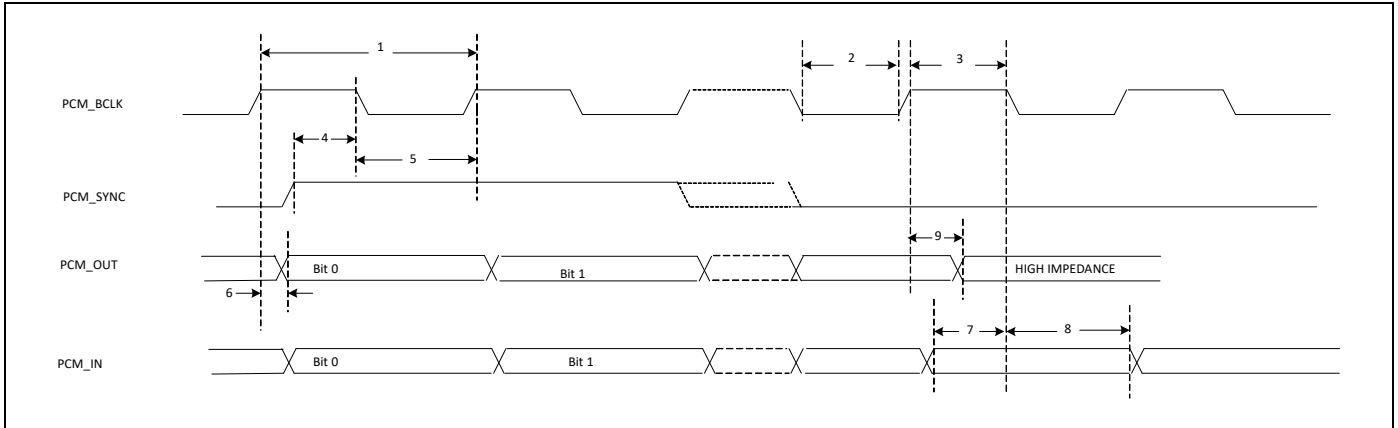 1
2
3
PCM_BCLK
4
5
PCM_SYNC
9
PCM_OUT
Bit 0
Bit 1
HIGH IMPEDANCE
6
7
8
PCM_IN
Bit 0
Bit 1